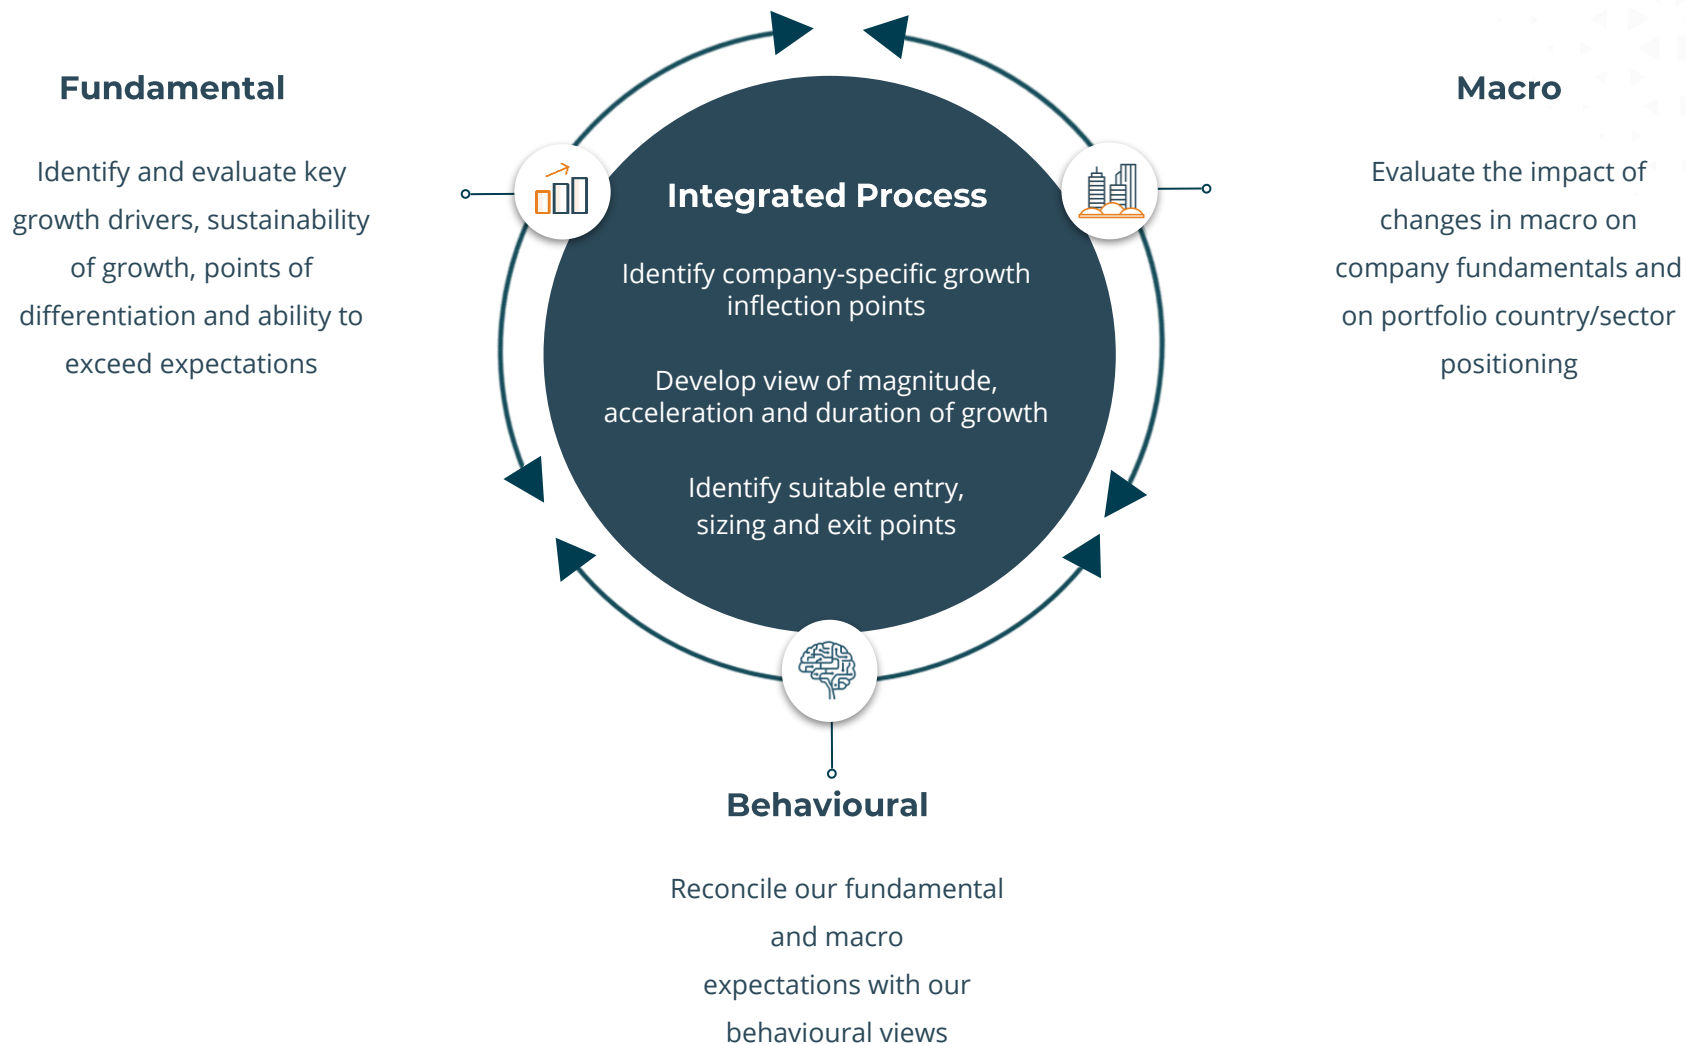 Fundamental
Identify and evaluate key
growth drivers, sustainability
of growth, points of
differentiation and ability to
exceed expectations
Integrated Process
Identify company-specific growth
inflection points
Develop view of magnitude,
acceleration and duration of growth
Identify suitable entry,
sizing and exit points
Macro
Evaluate the impact of
changes in macro on
company fundamentals and
on portfolio country/sector
positioning
Behavioural
Reconcile our fundamental
and macro
expectations with our
behavioural views